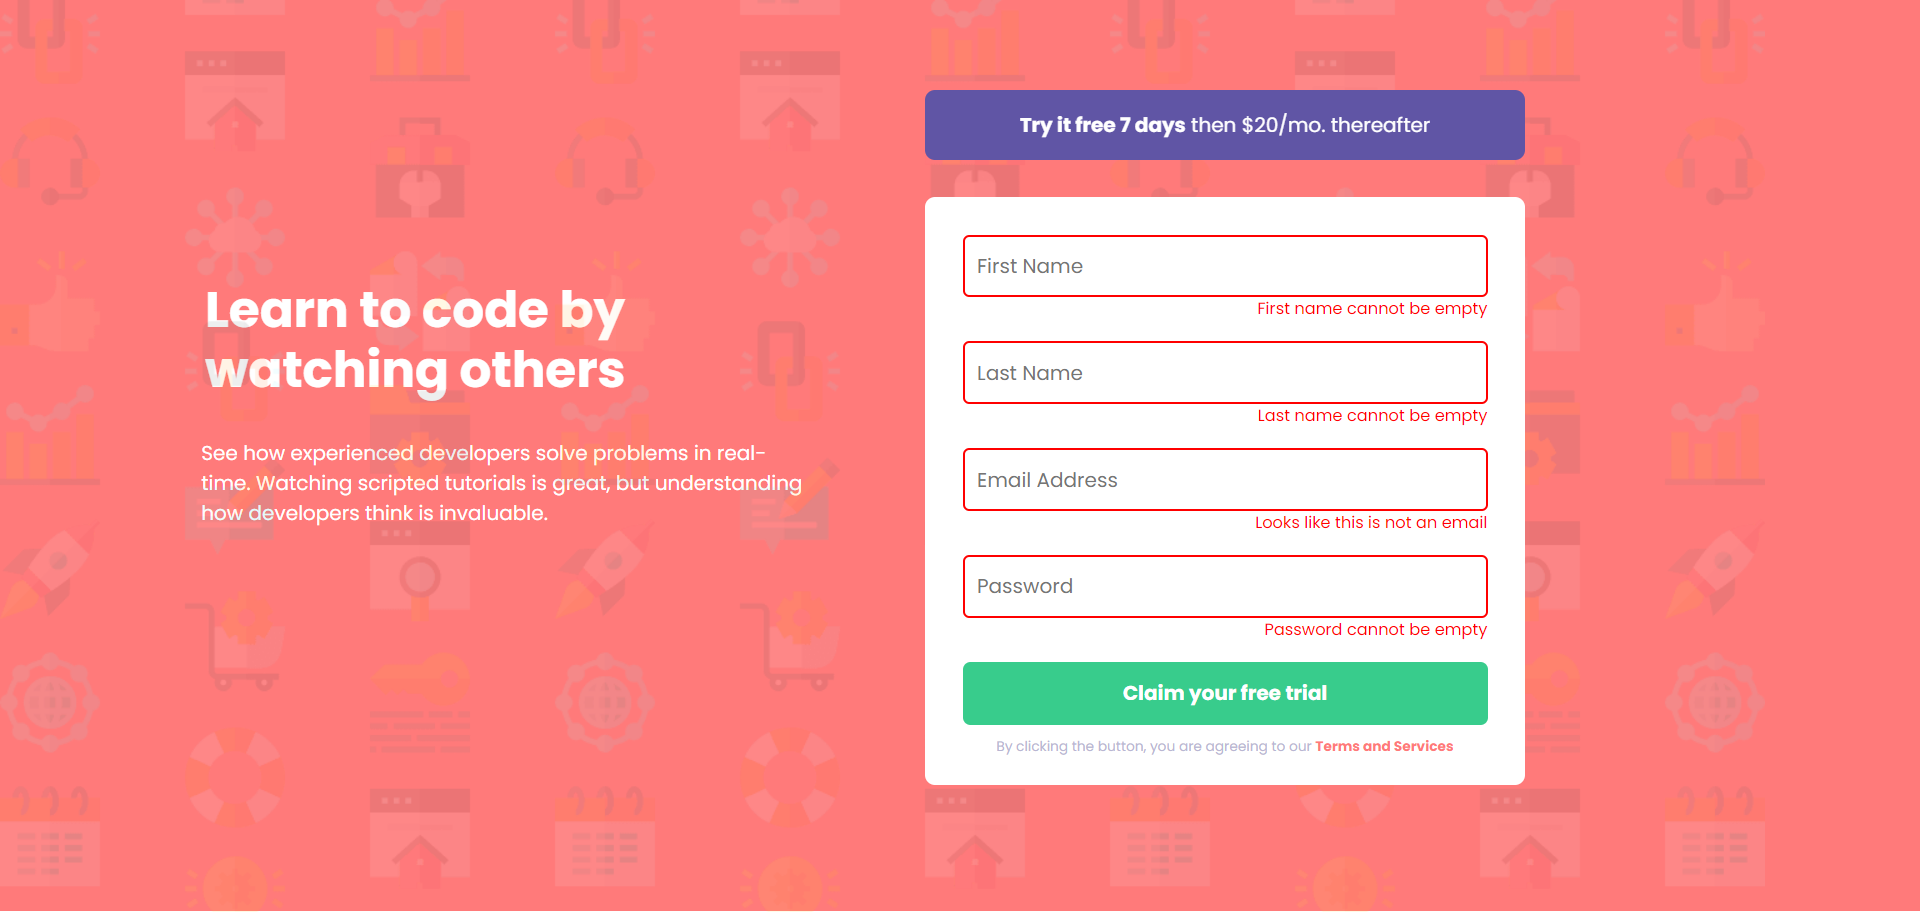 Learn to code by
watching others
See how experienced developers solve problems in real-
time. Watching scripted tutorials is great, but understanding
how developers think is invaluable.
Try it free 7 days then $20/mo. thereafter
First Name
First name cannot be empty
Last Name
Last name cannot be empty
Email Address
Looks like this is not an email
Password
Password cannot be empty
Claim your free trial
By clicking the button, you are agreeing to our Terms and Services